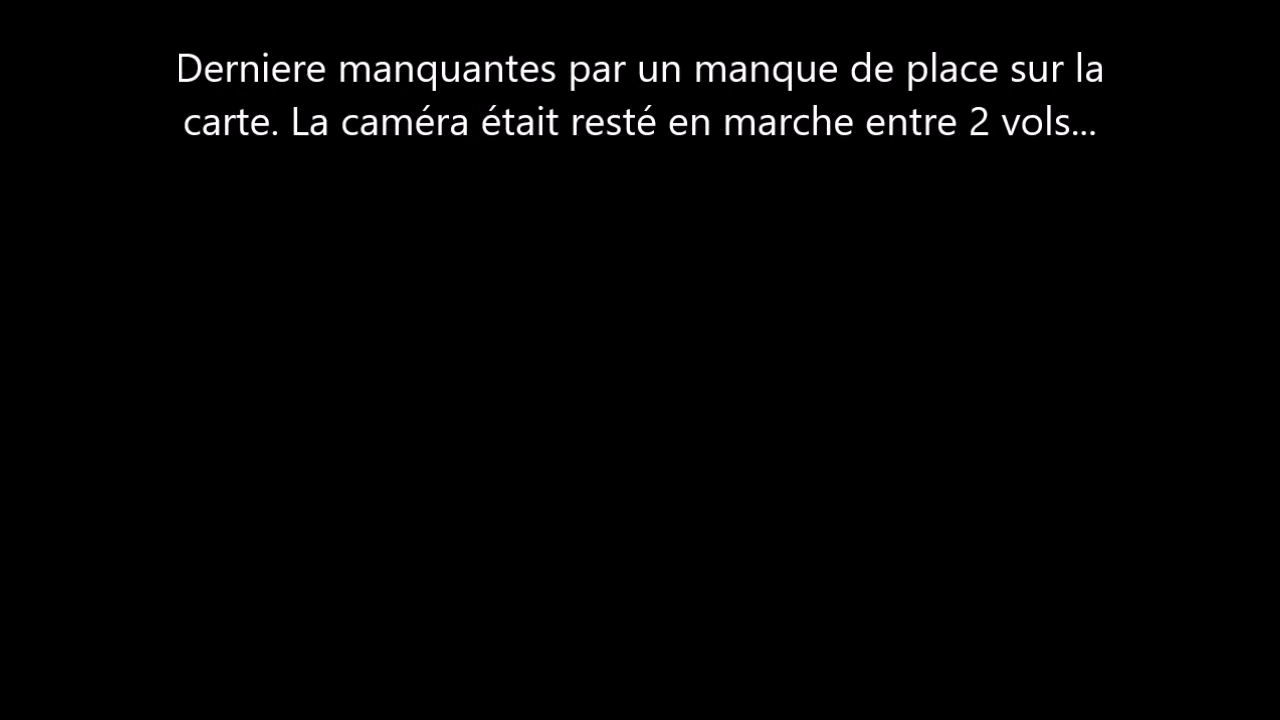 Derniere manquantes par un manque de place sur la
carte. La caméra était resté en marche entre 2 vols...